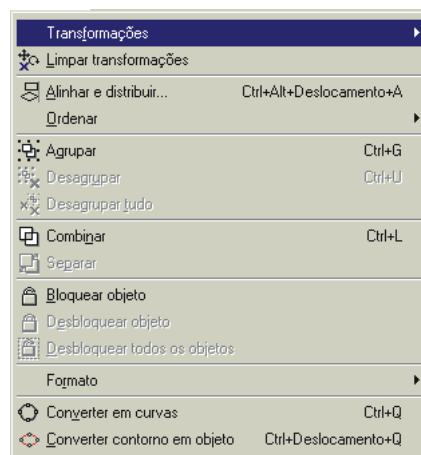 Transformações
Limpar transformações
Alinhar e distribuir... Ctrl+Alt+Deslocamento+A
Ordenar
Agrupar Ctrl+G
Desagrupar Ctrl+U
Desagrupar tudo
Combinar Ctrl+L
Separar
Bloquear objeto
Desbloquear objeto
Desbloquear todos os objetos
Formato
Converter em curvas Ctrl+Q
Converter contorno em objeto Ctrl+Deslocamento+Q